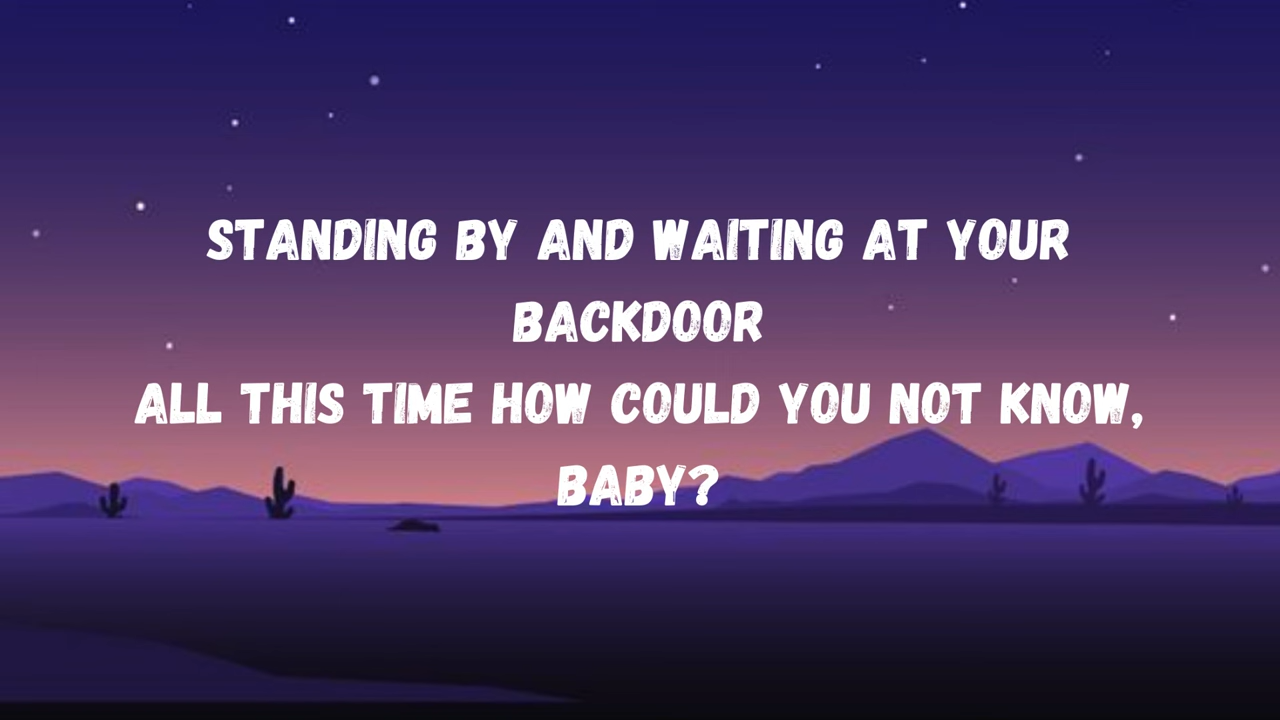 STANDING BY AND WAITING AT YOUR
BACKDOOR
ALL THIS TIME HOW COULD YOU NOT KNOW,
BABY?